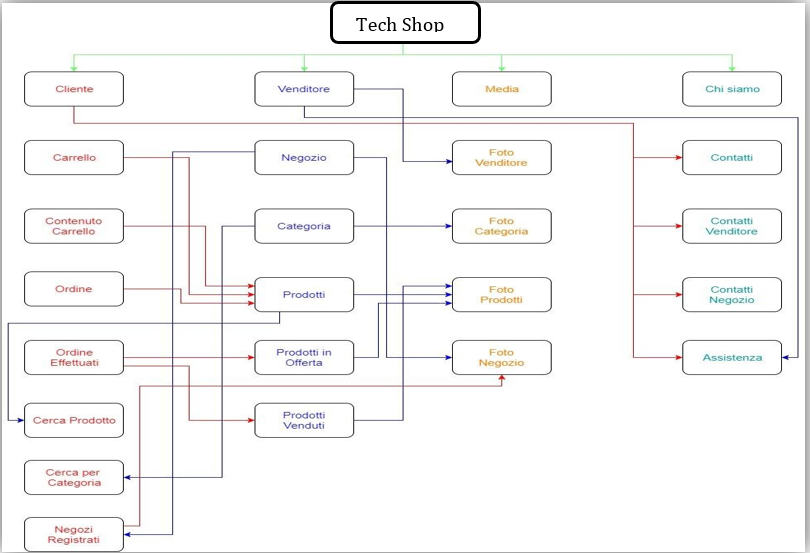 Tech Shop
Cliente
Venditore
Media
Chi siamo
Carrello
Negozio
Foto
Venditore
Contatti
Contenuto
Carrello
Categoria
Foto
Categoria
Contatti
Venditore
Ordine
Prodotti
Foto
Prodotti
Contatti
Negozio
Ordine
Effettuati
Prodotti in
Offerta
Foto
Negozio
Assistenza
Cerca Prodotto
Prodotti
Venduti
Cerca per
Categoria
Negozi
Registrati